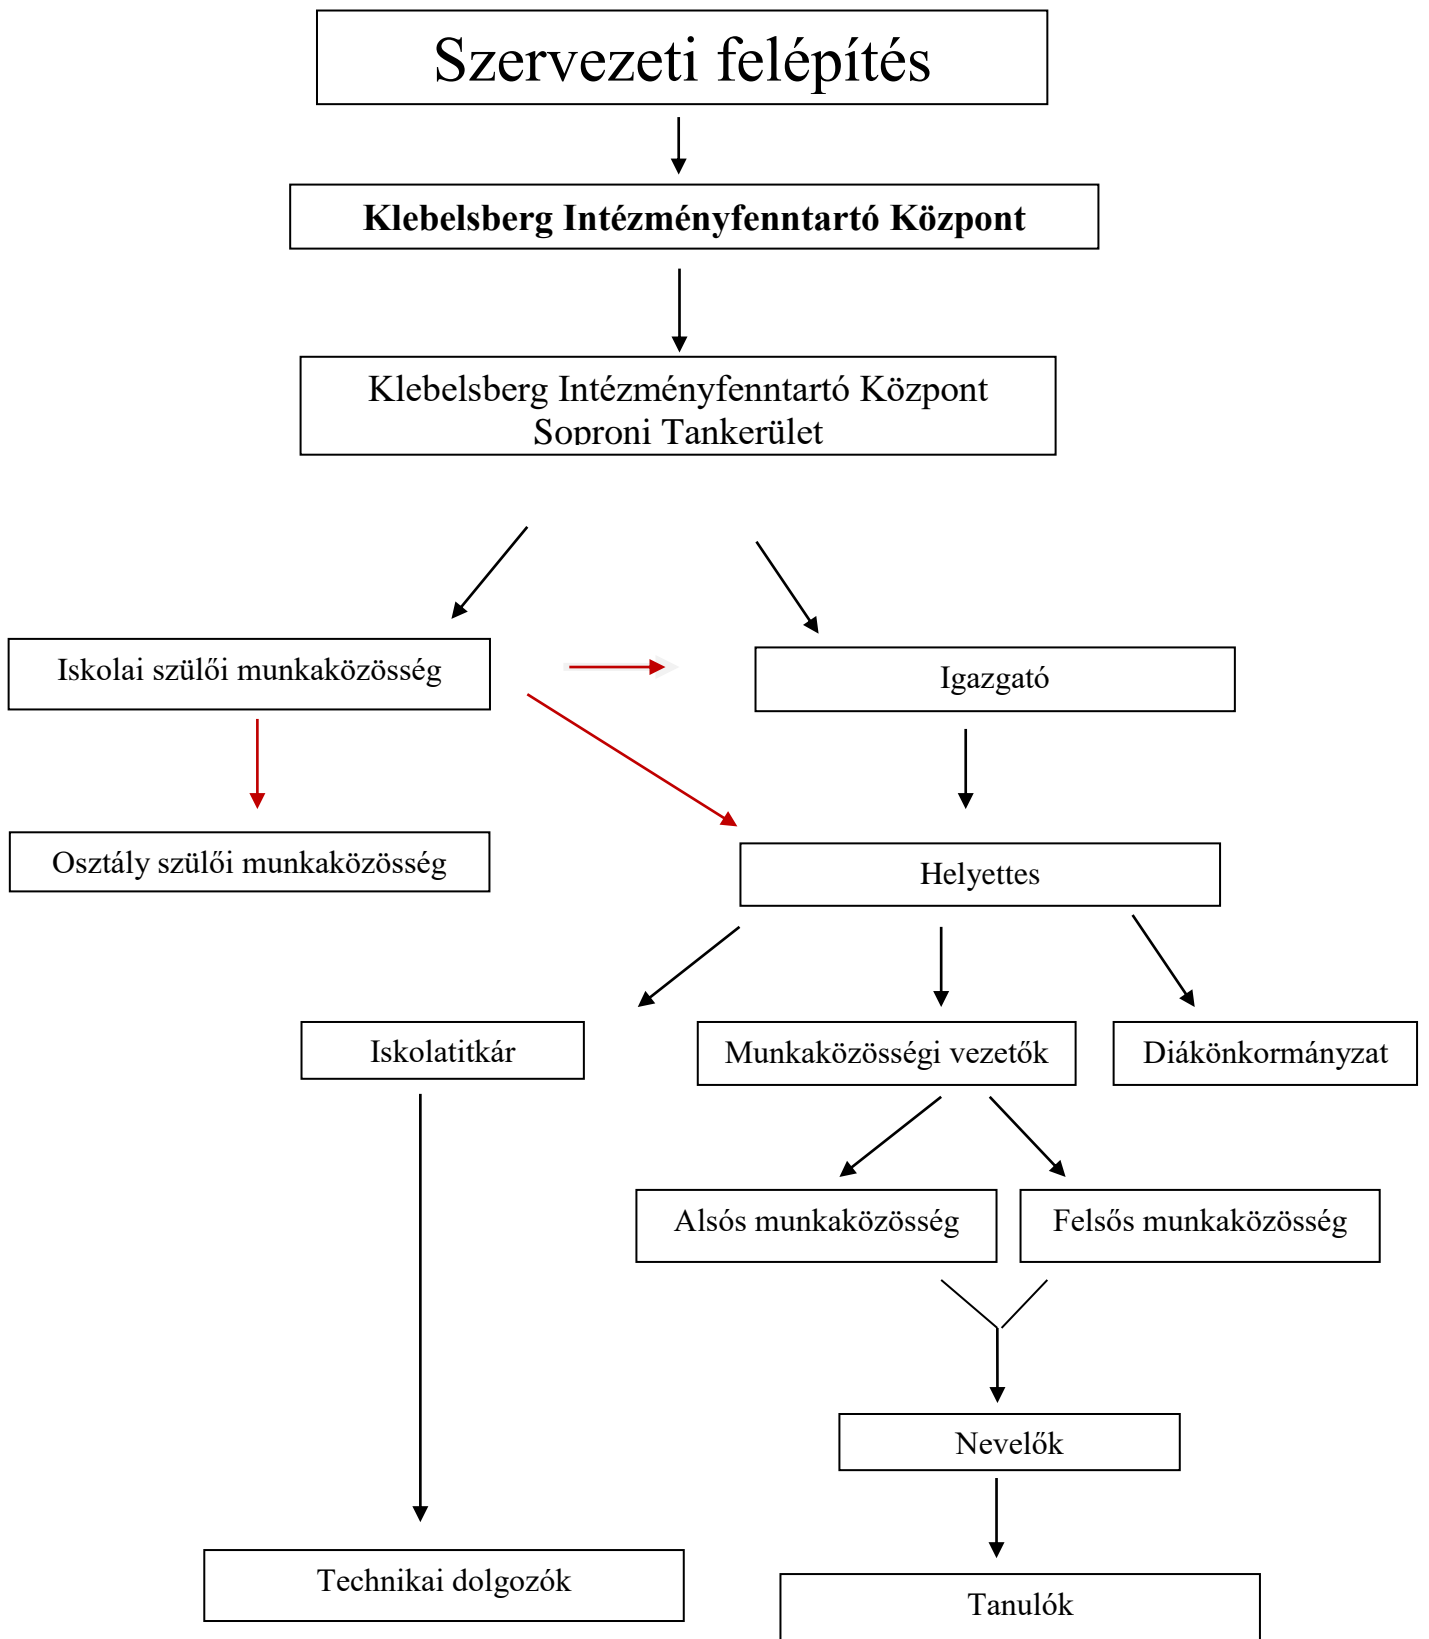 Szervezeti felépítés
Klebelsberg Intézményfenntartó Központ
Klebelsberg Intézményfenntartó Központ
Soproni Tankerület
Iskolai szülői munkaközösség
Igazgató
Osztály szülői munkaközösség
Helyettes
Iskolatitkár
Munkaközösségi vezetők
Diákönkormányzat
Alsós munkaközösség
Felsős munkaközösség
Nevelők
Technikai dolgozók
Tanulók